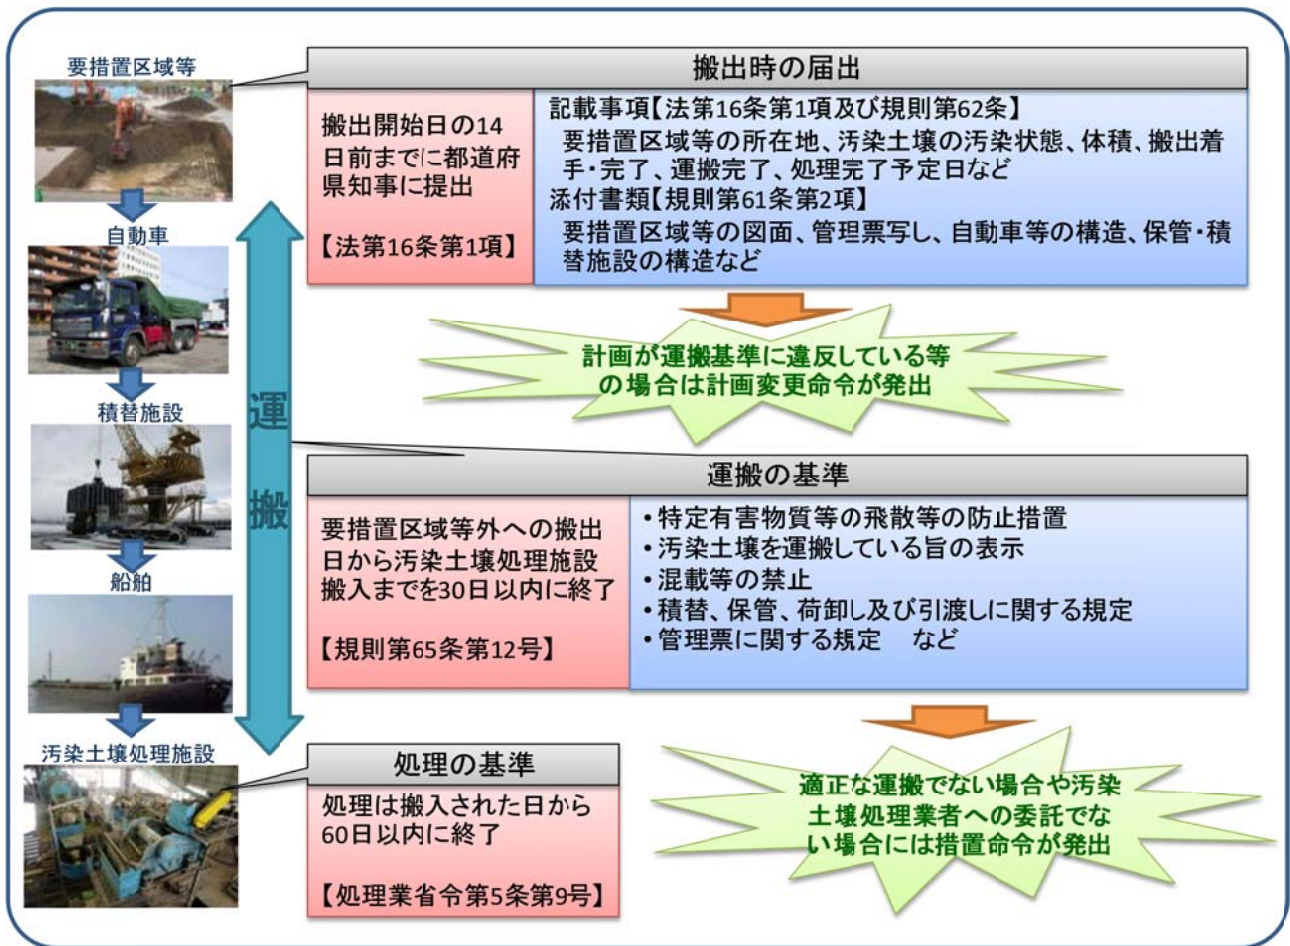 要措置区域等
自動車
積替施設
船舶
汚染土壌処理施設
運
搬
搬出時の届出
搬出開始日の14
日前までに都道府
県知事に提出
【法第16条第1項】
記載事項【法第16条第1項及び規則第62条】
要措置区域等の所在地、汚染土壌の汚染状態、体積、搬出着
手・完了、運搬完了、処理完了予定日など
添付書類【規則第61条第2項】
要措置区域等の図面、管理票写し、自動車等の構造、保管・積
替施設の構造など
計画が運搬基準に違反している等
の場合は計画変更命令が発出
運搬の基準
要措置区域等外への搬出
日から汚染土壌処理施設
搬入までを30日以内に終了
【規則第65条第12号】
・特定有害物質等の飛散等の防止措置
・汚染土壌を運搬している旨の表示
・混載等の禁止
・積替、保管、荷卸し及び引渡しに関する規定
・管理票に関する規定　など
適正な運搬でない場合や汚染
土壌処理業者への委託でな
い場合には措置命令が発出
処理の基準
処理は搬入された日から
60日以内に終了
【処理業省令第5条第9号】